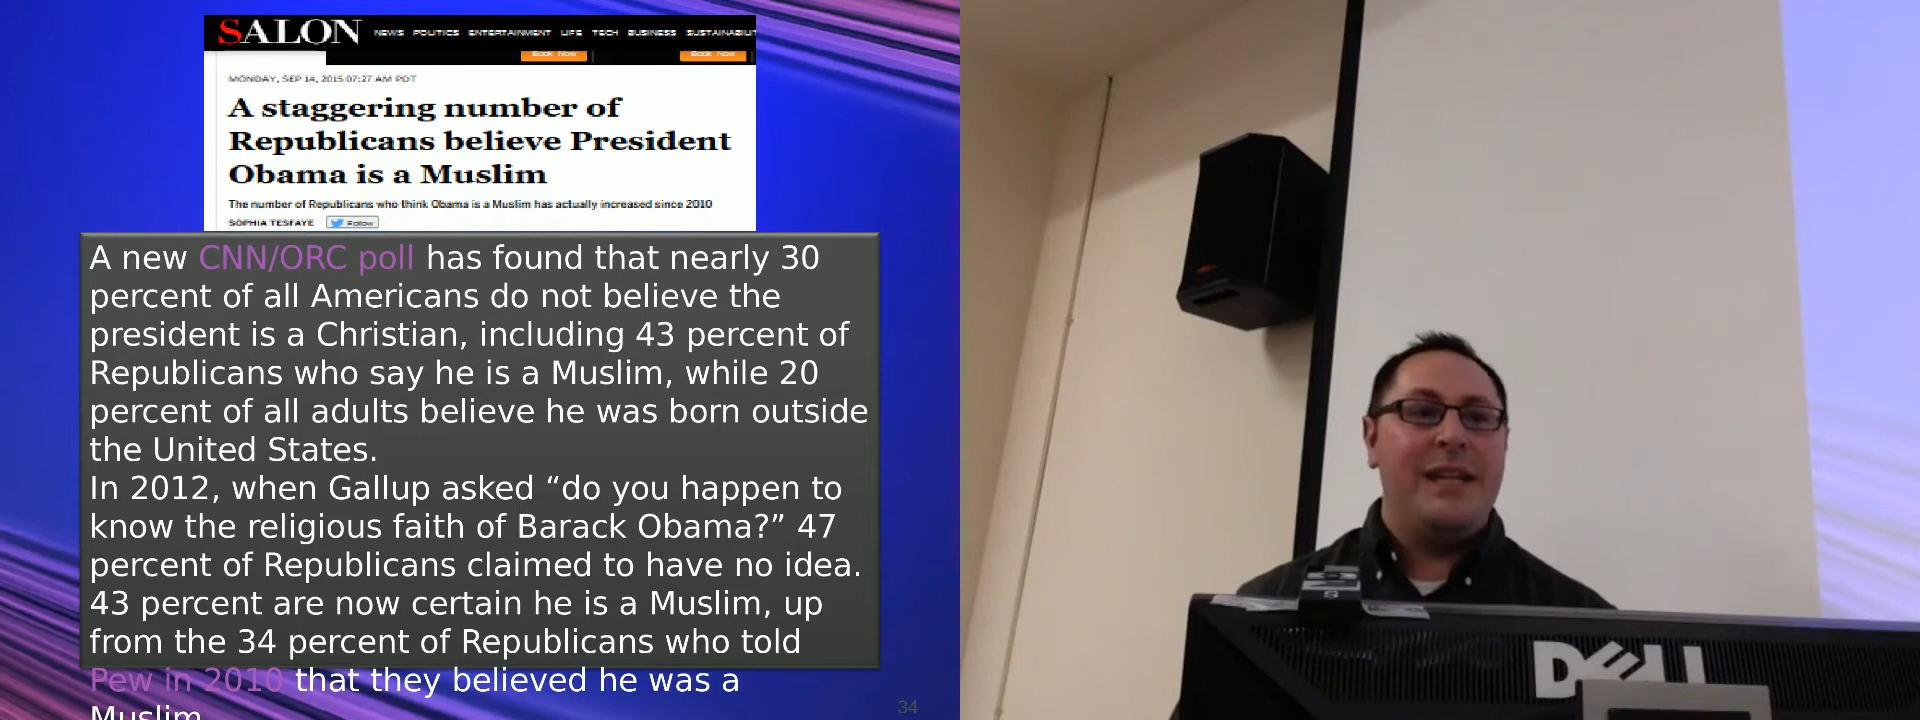 SALON NEWS POLITICS ENTERTAINMENT LIFE TECH BUSINESS
Book Now Book Now
MONDAY, SEP 14, 2015 07:27 AM PDT
A staggering number of
Republicans believe President
Obama is a Muslim
The number of Republicans who think Obama is a Muslim has actually increased since 2010
SOPHIA TESFAYE Follow
A new CNN/ORC poll has found that nearly 30
percent of all Americans do not believe the
president is a Christian, including 43 percent of
Republicans who say he is a Muslim, while 20
percent of all adults believe he was born outside
the United States.
In 2012, when Gallup asked “do you happen to
know the religious faith of Barack Obama?” 47
percent of Republicans claimed to have no idea.
43 percent are now certain he is a Muslim, up
from the 34 percent of Republicans who told
Pew in 2010 that they believed he was a
Muslim
34
DELL